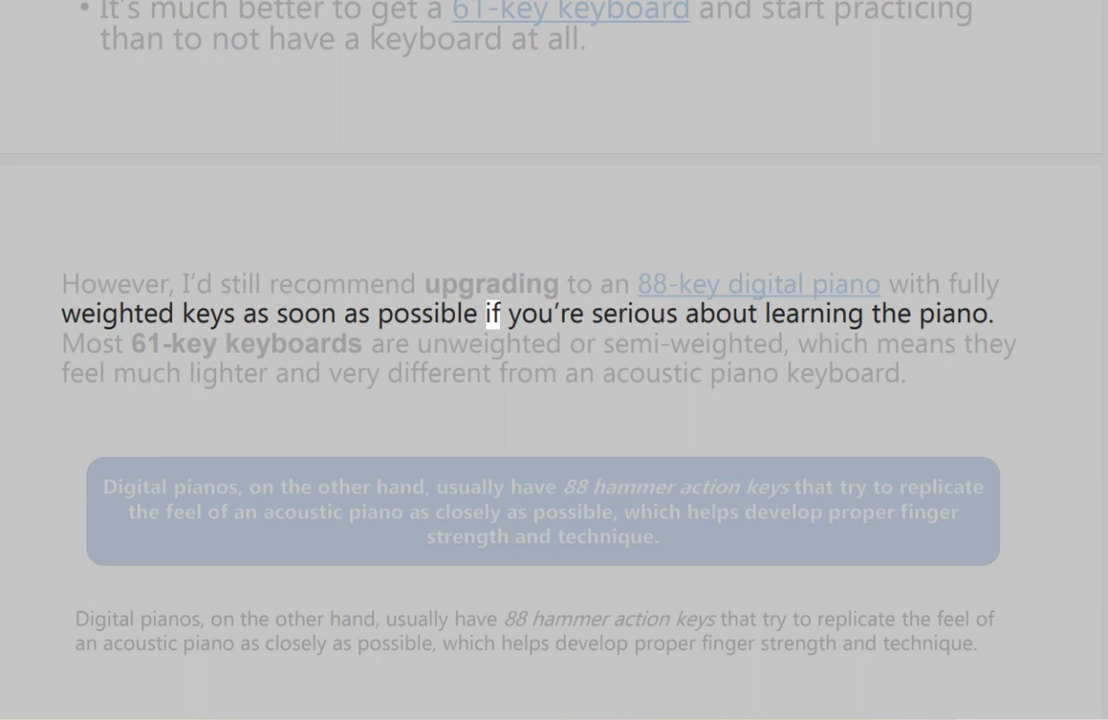 • It's much better to get a 61-key keyboard and start practicing
than to not have a keyboard at all.
However, I'd still recommend upgrading to an 88-key digital piano with fully
weighted keys as soon as possible if you're serious about learning the piano.
Most 61-key keyboards are unweighted or semi-weighted, which means they
feel much lighter and very different from an acoustic piano keyboard.
Digital pianos, on the other hand, usually have 88 hammer action keys that try to replicate
the feel of an acoustic piano as closely as possible, which helps develop proper finger
strength and technique.
Digital pianos, on the other hand, usually have 88 hammer action keys that try to replicate the feel of
an acoustic piano as closely as possible, which helps develop proper finger strength and technique.